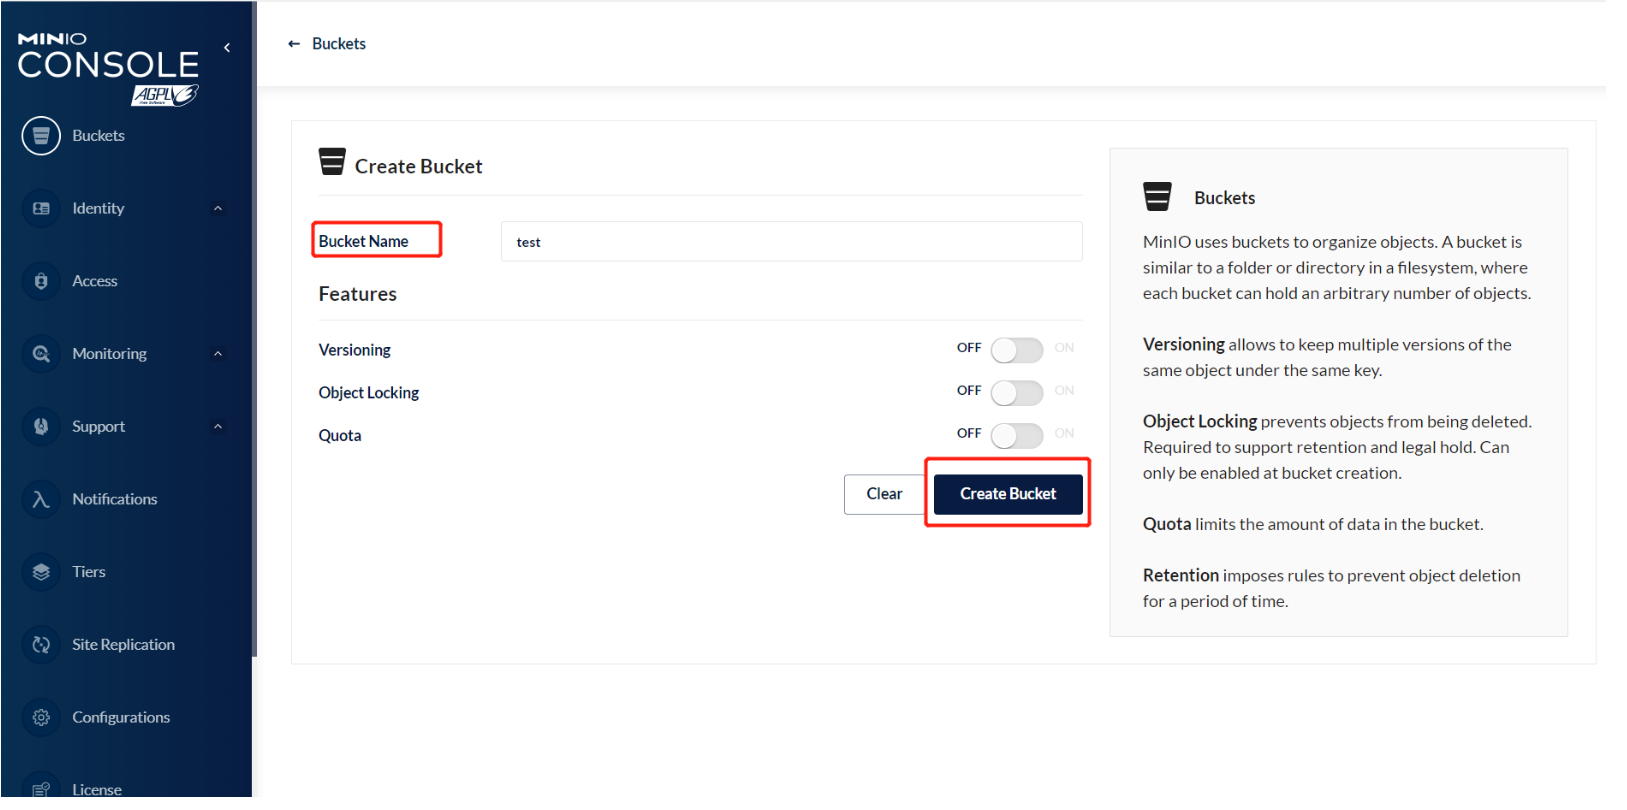 MINIO
CONSOLE
AGPL v3
Free Software
Buckets
Identity
Access
Monitoring
Support
Notifications
Tiers
Site Replication
Configurations
License
← Buckets
Create Bucket
Bucket Name
test
Features
Versioning
OFF ON
Object Locking
OFF ON
Quota
OFF ON
Clear
Create Bucket
Buckets
MinIO uses buckets to organize objects. A bucket is
similar to a folder or directory in a filesystem, where
each bucket can hold an arbitrary number of objects.
Versioning allows to keep multiple versions of the
same object under the same key.
Object Locking prevents objects from being deleted.
Required to support retention and legal hold. Can
only be enabled at bucket creation.
Quota limits the amount of data in the bucket.
Retention imposes rules to prevent object deletion
for a period of time.